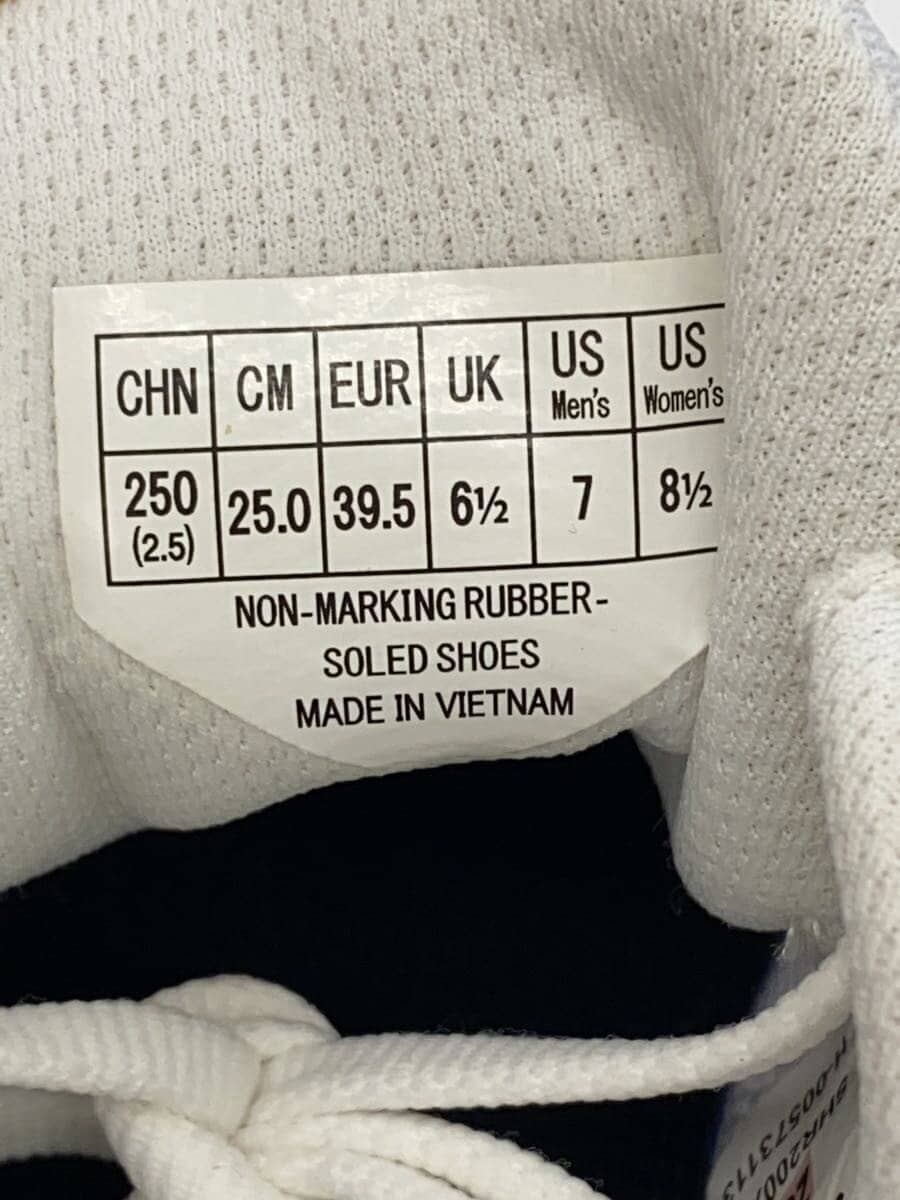 CHN CM EUR UK US Men's US Women's
250 (2.5) 25.0 39.5 6½ 7 8½
NON-MARKING RUBBER-
SOLED SHOES
MADE IN VIETNAM